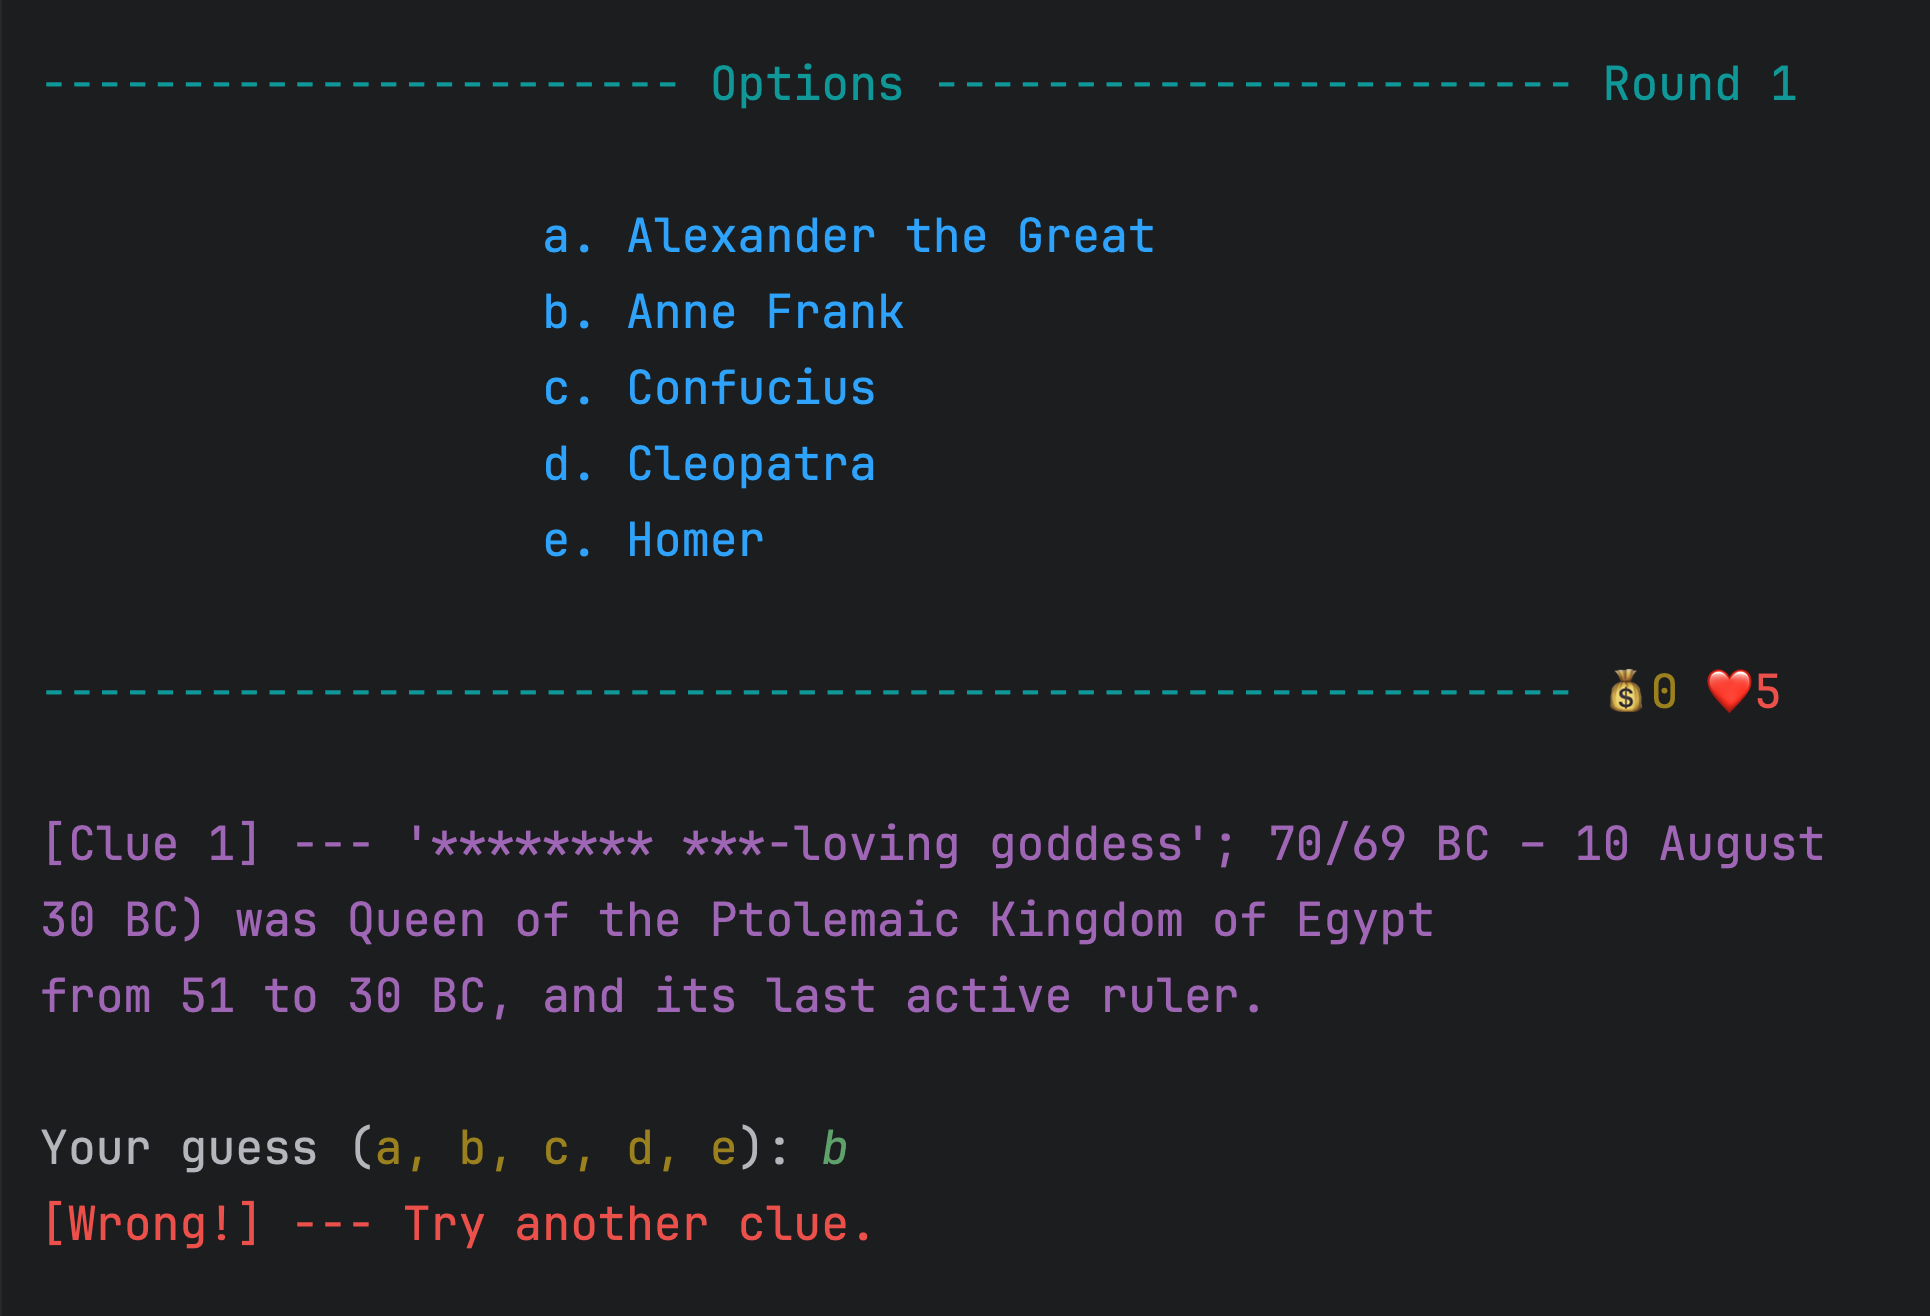 ----------------------- Options ----------------------- Round 1
a. Alexander the Great
b. Anne Frank
c. Confucius
d. Cleopatra
e. Homer
------------------------------------------------------- 💰0 ❤️5
[Clue 1] --- '******** ***-loving goddess'; 70/69 BC – 10 August
30 BC) was Queen of the Ptolemaic Kingdom of Egypt
from 51 to 30 BC, and its last active ruler.
Your guess (a, b, c, d, e): b
[Wrong!] --- Try another clue.